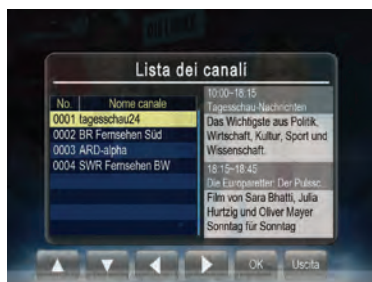 Lista dei canali
No. Nome canale
0001 tagesschau24
0002 BR Fernsehen Süd
0003 ARD-alpha
0004 SWR Fernsehen BW
10:00~18:15
Tagesschau-Nachrichten
Das Wichtigste aus Politik,
Wirtschaft, Kultur, Sport und
Wissenschaft.
18:15~18:45
Die Europaretter: Der Pulssc
Film von Sara Bhatti, Julia
Hurtzig und Oliver Mayer
Sonntag für Sonntag
OK Uscita